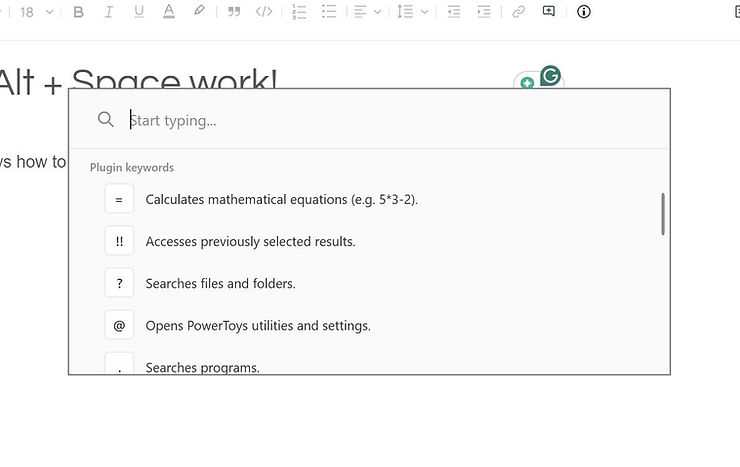 18 B I U A
Alt + Space work!
Start typing...
ys how to
Plugin keywords
= Calculates mathematical equations (e.g. 5*3-2).
!! Accesses previously selected results.
? Searches files and folders.
@ Opens PowerToys utilities and settings.
. Searches programs.